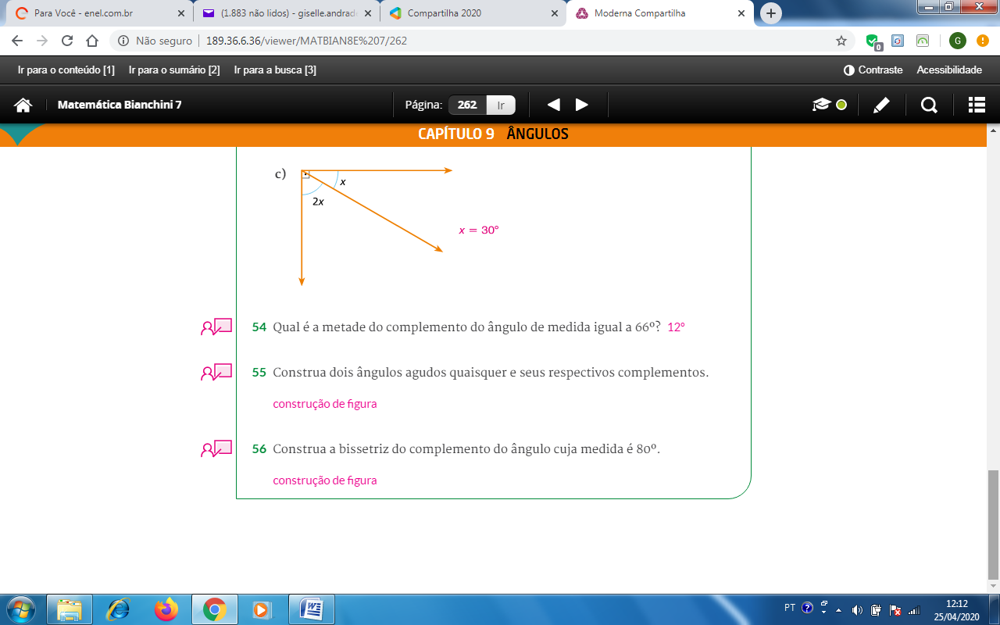 Para Você - enel.com.br
(1.883 não lidos) - giselle.andrad
Compartilha 2020
Moderna Compartilha
Não seguro | 189.36.6.36/viewer/MATBIAN8E%207/262
0
G
Ir para o conteúdo [1] Ir para o sumário [2] Ir para a busca [3]
Contraste Acessibilidade
Matemática Bianchini 7
Página: 262 Ir
CAPÍTULO 9 ÂNGULOS
c)
x
2x
x = 30°
54 Qual é a metade do complemento do ângulo de medida igual a 66º? 12°
55 Construa dois ângulos agudos quaisquer e seus respectivos complementos.
construção de figura
56 Construa a bissetriz do complemento do ângulo cuja medida é 80º.
construção de figura
PT
12:12
25/04/2020